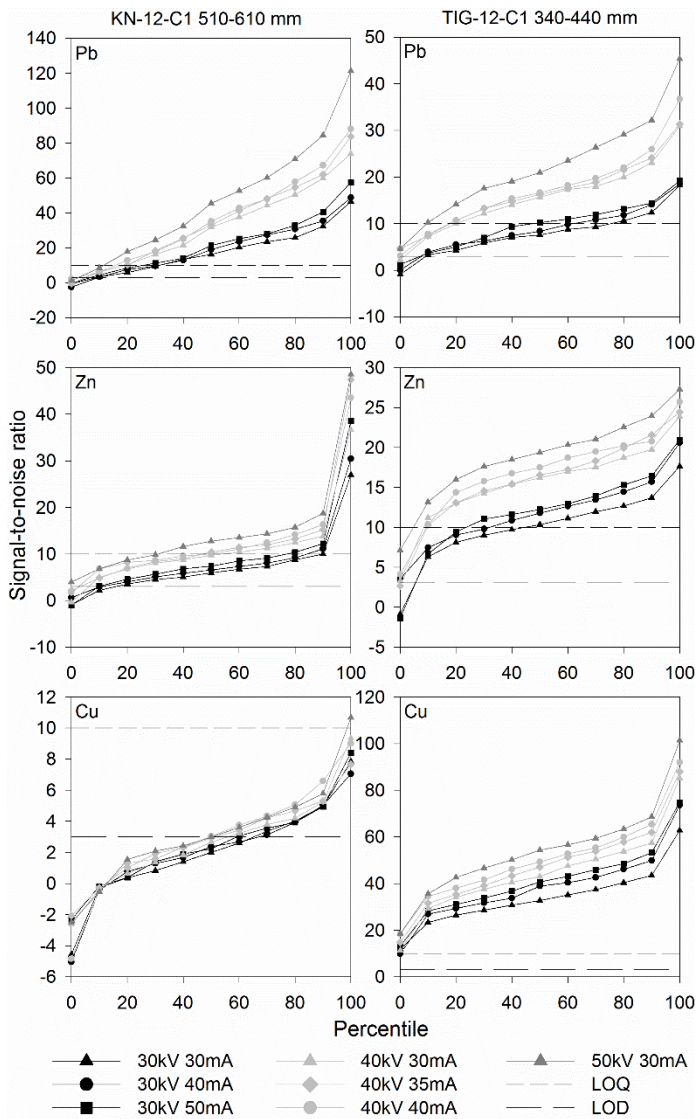 KN-12-C1 510-610 mm TIG-12-C1 340-440 mm
Pb
140
120
100
80
60
40
20
0
-20
0 20 40 60 80 100
Pb
50
40
30
20
10
0
-10
0 20 40 60 80 100
Signal-to-noise ratio
Zn
50
40
30
20
10
0
-10
0 20 40 60 80 100
Zn
30
25
20
15
10
5
0
-5
0 20 40 60 80 100
Cu
12
10
8
6
4
2
0
-2
-4
-6
0 20 40 60 80 100
Cu
120
100
80
60
40
20
0
0 20 40 60 80 100
Percentile
30kV 30mA 40kV 30mA 50kV 30mA
30kV 40mA 40kV 35mA LOQ
30kV 50mA 40kV 40mA LOD